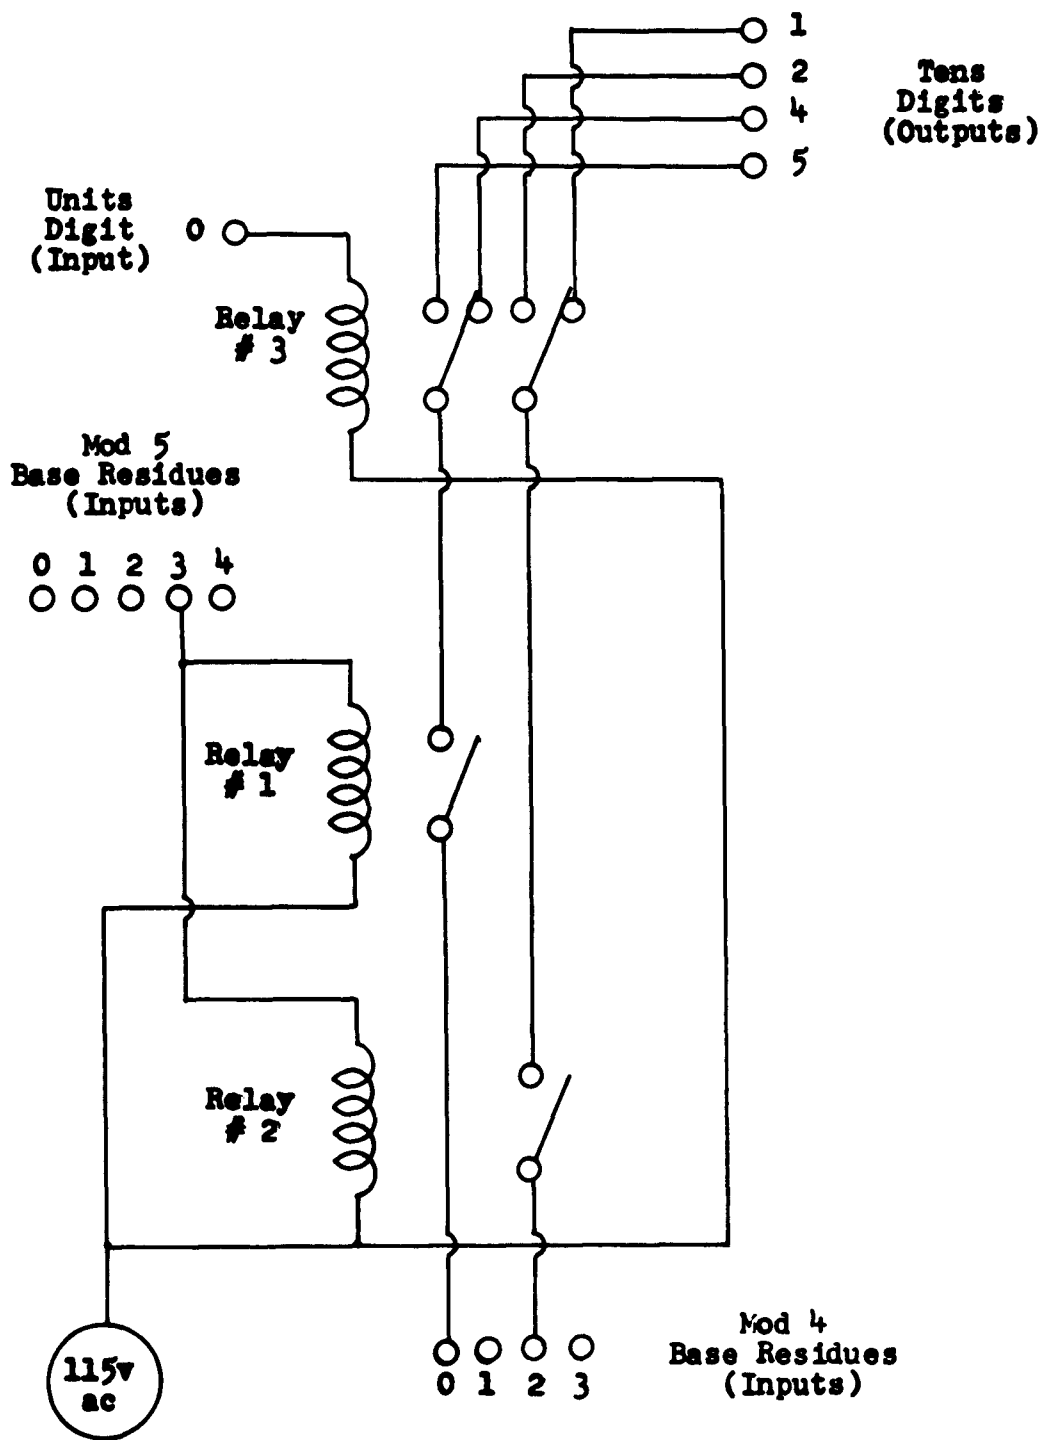 1
2
4
5
Tens
Digits
(Outputs)
Units
Digit
(Input)
0
Relay
# 3
Mod 5
Base Residues
(Inputs)
0 1 2 3 4
Relay
# 1
Relay
# 2
115v
ac
0 1 2 3
Mod 4
Base Residues
(Inputs)